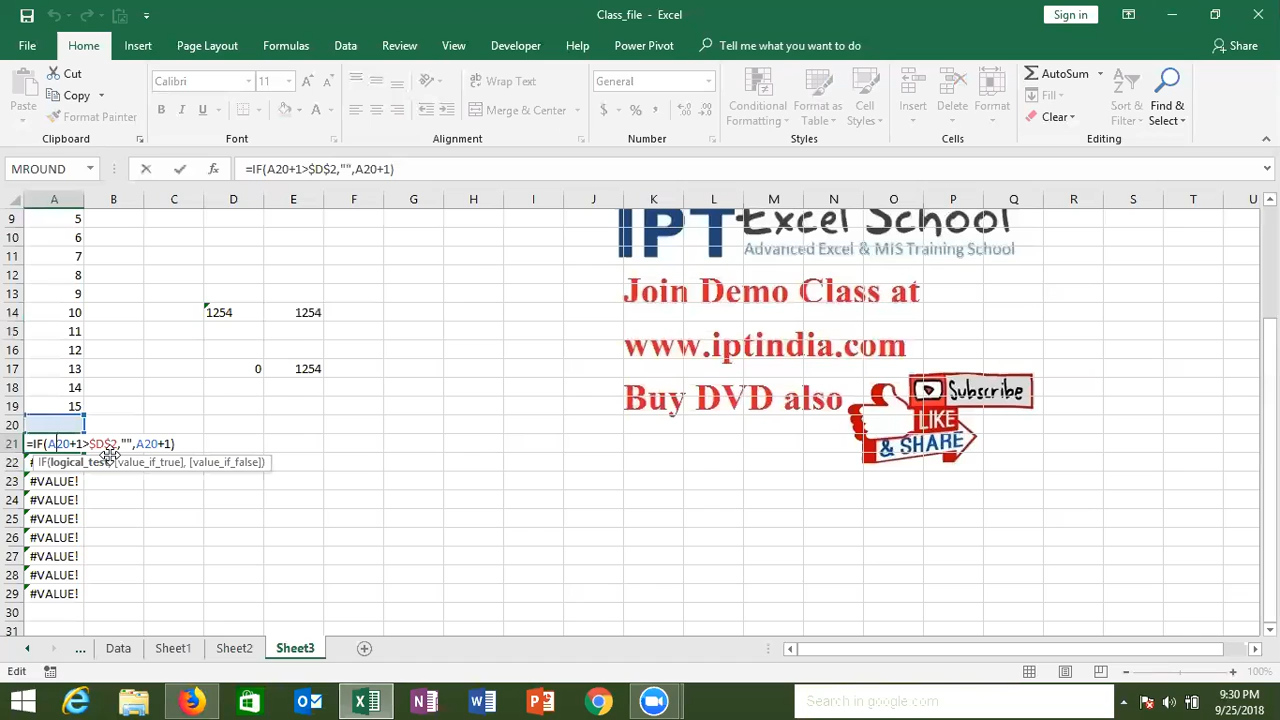 Class_file - Excel
Sign in
File Home Insert Page Layout Formulas Data Review View Developer Help Power Pivot Tell me what you want to do Share
Paste Cut Copy Format Painter
Calibri 11 A A B I U A
Wrap Text Merge & Center
General $ % , .00
Conditional Formatting Format as Table Cell Styles
Insert Delete Format
AutoSum Fill Clear Sort & Filter Find & Select
Clipboard Font Alignment Number Styles Cells Editing
MROUND fx =IF(A20+1>$D$2,"",A20+1)
A B C D E F G H I J K L M N O P Q R S T U
9 5
IPT Excel School
10 6
Advanced Excel & MIS Training School
11 7
12 8
13 9
Join Demo Class at
14 10 1254 1254
15 11
16 12
www.iptindia.com
17 13 0 1254
18 14
Subscribe
19 15
Buy DVD also
LIKE
& SHARE
20
21 =IF(A20+1>$D$2,"",A20+1)
22 IF(logical_test, [value_if_true], [value_if_false])
23 #VALUE!
24 #VALUE!
25 #VALUE!
26 #VALUE!
27 #VALUE!
28 #VALUE!
29 #VALUE!
30
31
... Data Sheet1 Sheet2 Sheet3
Edit 100%
Search in google.com
9:30 PM
9/25/2018